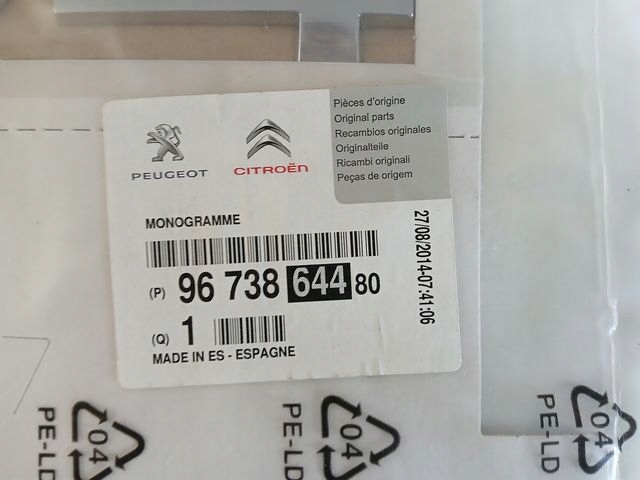 PEUGEOT
CITROËN
Pièces d'origine
Original parts
Recambios originales
Originalteile
Ricambi originali
Peças de origem
MONOGRAMME
(P) 96 738 644 80
(Q) 1
MADE IN ES - ESPAGNE
27/08/2014-07:41:06
04
PE-LD
04
PE-LD
04
PE-LD